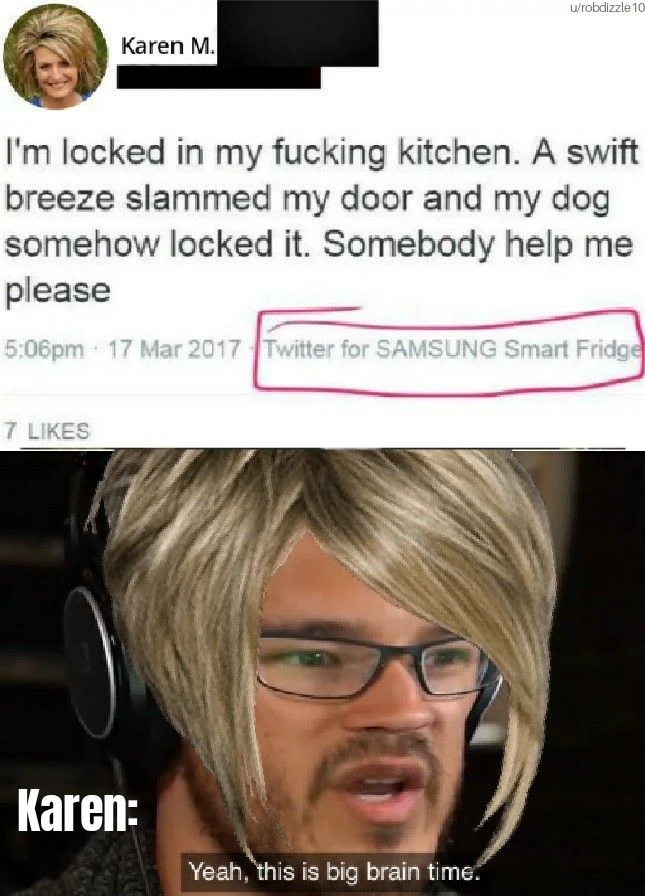 u/robdizzle10
Karen M.
I'm locked in my fucking kitchen. A swift
breeze slammed my door and my dog
somehow locked it. Somebody help me
please
5:06pm · 17 Mar 2017 · Twitter for SAMSUNG Smart Fridge
7 LIKES
Karen:
Yeah, this is big brain time.